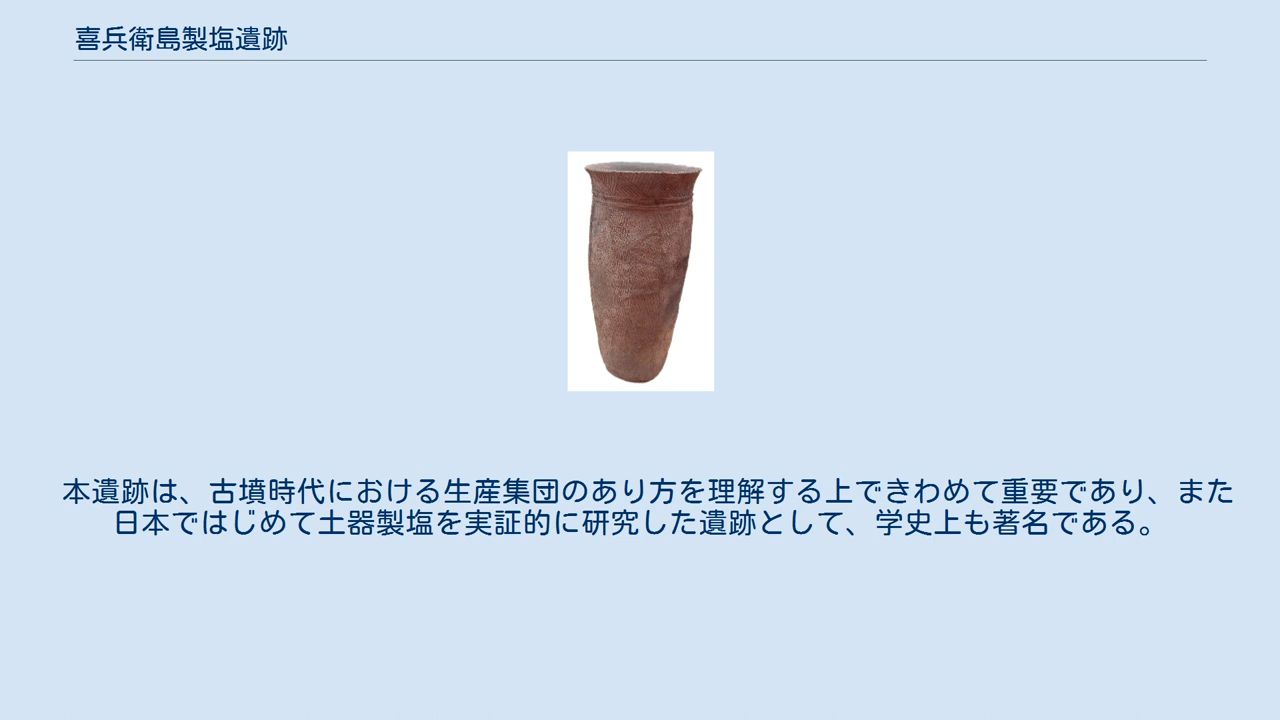 喜兵衛島製塩遺跡
本遺跡は、古墳時代における生産集団のあり方を理解する上できわめて重要であり、また
日本ではじめて土器製塩を実証的に研究した遺跡として、学史上も著名である。